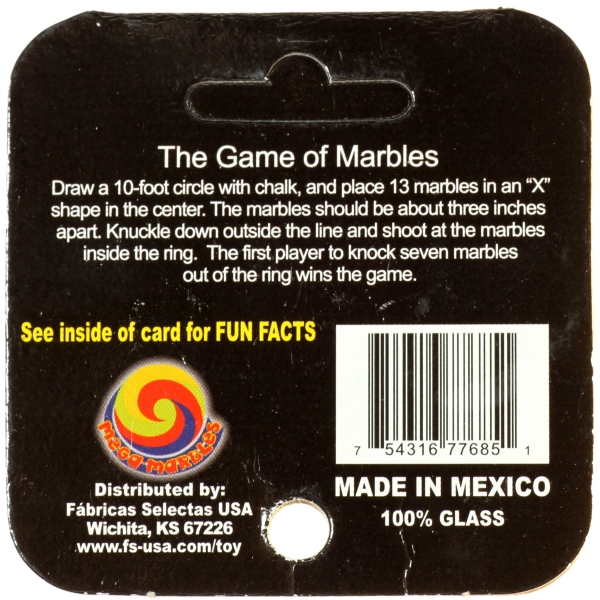 The Game of Marbles
Draw a 10-foot circle with chalk, and place 13 marbles in an “X”
shape in the center. The marbles should be about three inches
apart. Knuckle down outside the line and shoot at the marbles
inside the ring. The first player to knock seven marbles
out of the ring wins the game.
See inside of card for FUN FACTS
MEGA MARBLES
Distributed by:
Fábricas Selectas USA
Wichita, KS 67226
www.fs-usa.com/toy
7 54316 77685 1
MADE IN MEXICO
100% GLASS